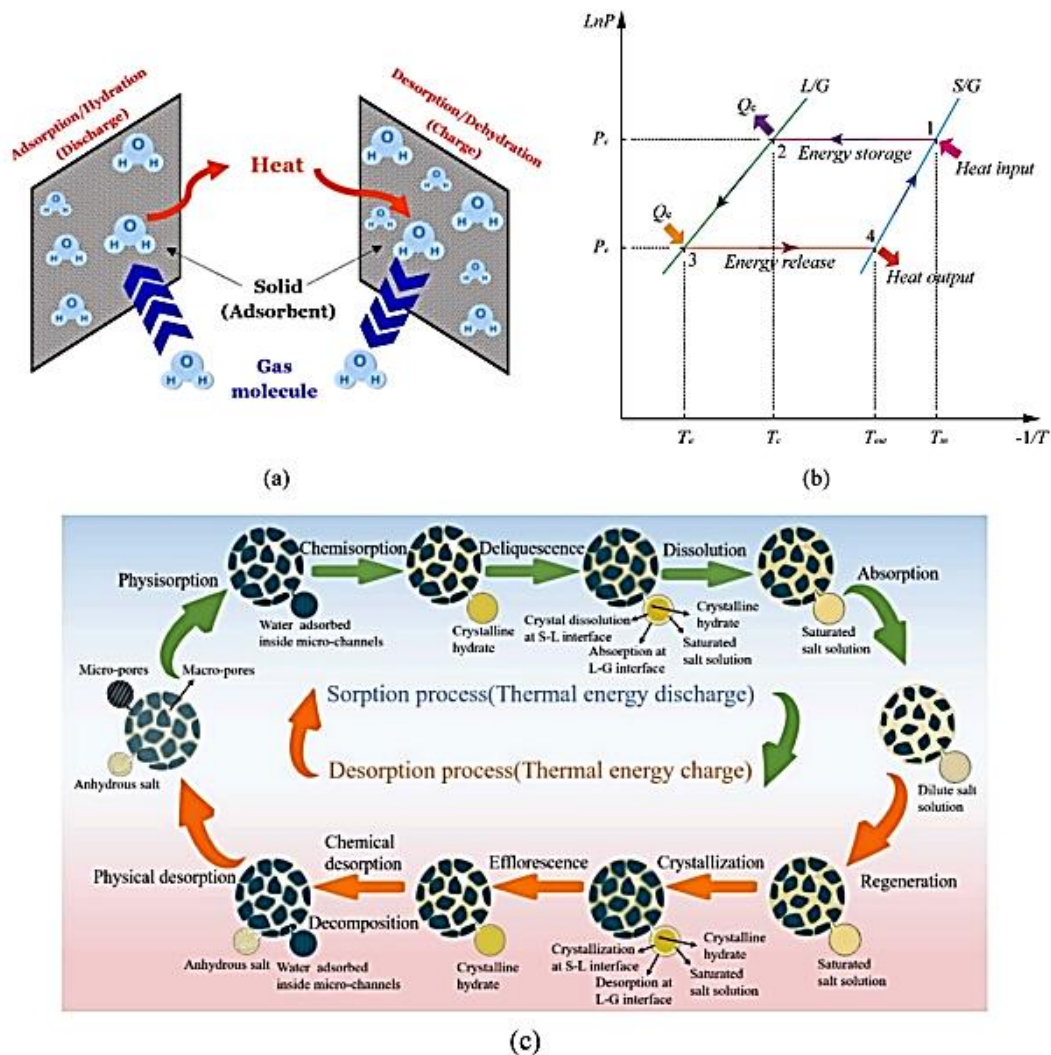 Adsorption/Hydration
(Discharge)
Desorption/Dehydration
(Charge)
Heat
O
H H
Solid
(Adsorbent)
Gas
molecule
(a)
LnP
L/G
S/G
Qc
Pc
1
2
Energy storage
Heat input
Qe
Pe
3
4
Energy release
Heat output
Te
Tc
Tout
Tin
-1/T
(b)
Physisorption
Chemisorption
Deliquescence
Dissolution
Absorption
Water adsorbed
inside micro-channels
Crystalline
hydrate
Crystal dissolution
at S-L interface
Absorption at
L-G interface
Crystalline
hydrate
Saturated
salt solution
Saturated
salt solution
Micro-pores
Macro-pores
Anhydrous salt
Sorption process(Thermal energy discharge)
Desorption process(Thermal energy charge)
Dilute salt
solution
Physical desorption
Chemical
desorption
Decomposition
Efflorescence
Crystallization
Regeneration
Anhydrous salt
Water adsorbed
inside micro-channels
Crystalline
hydrate
Crystallization
at S-L interface
Desorption at
L-G interface
Crystalline
hydrate
Saturated
salt solution
Saturated
salt solution
(c)